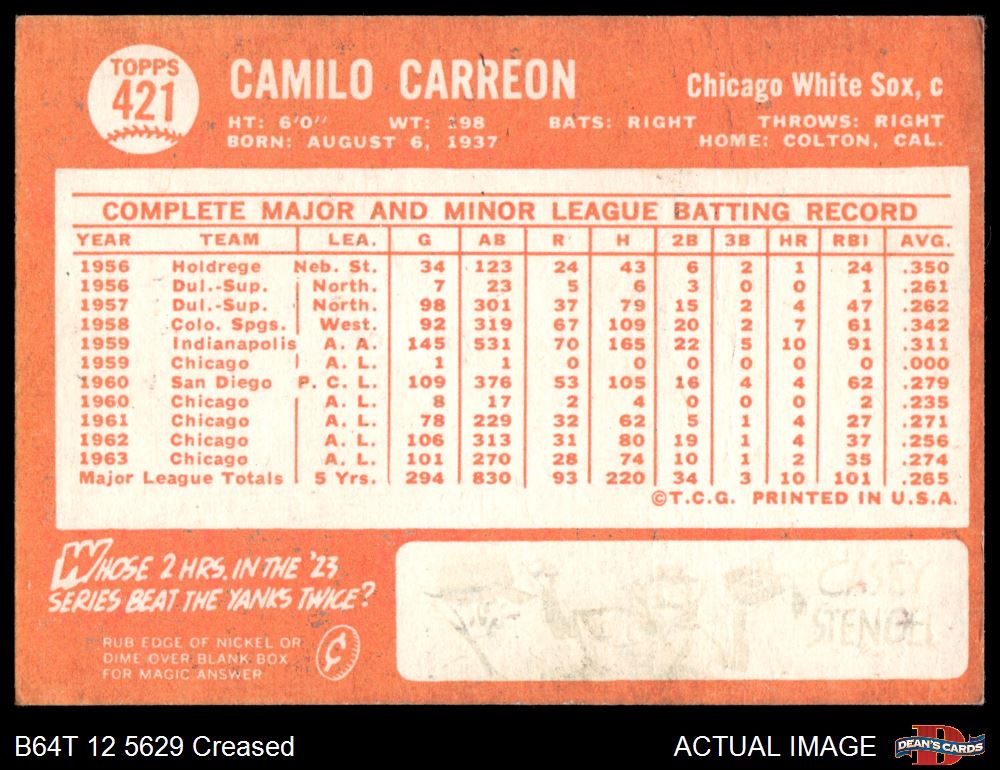 TOPPS
421
CAMILO CARREON
Chicago White Sox, c
HT: 6'0" WT: 198 BATS: RIGHT THROWS: RIGHT
BORN: AUGUST 6, 1937 HOME: COLTON, CAL.
COMPLETE MAJOR AND MINOR LEAGUE BATTING RECORD
YEAR TEAM LEA. G AB R H 2B 3B HR RBI AVG.
1956 Holdrege Neb. St. 34 123 24 43 6 2 1 24 .350
1956 Dul.-Sup. North. 7 23 5 6 3 0 0 1 .261
1957 Dul.-Sup. North. 98 301 37 79 15 2 4 47 .262
1958 Colo. Spgs. West. 92 319 67 109 20 2 7 61 .342
1959 Indianapolis A. A. 145 531 70 165 22 5 10 91 .311
1959 Chicago A. L. 1 1 0 0 0 0 0 0 .000
1960 San Diego P. C. L. 109 376 53 105 16 4 4 62 .279
1960 Chicago A. L. 8 17 2 4 0 0 0 2 .235
1961 Chicago A. L. 78 229 32 62 5 1 4 27 .271
1962 Chicago A. L. 106 313 31 80 19 1 4 37 .256
1963 Chicago A. L. 101 270 28 74 10 1 2 35 .274
Major League Totals 5 Yrs. 294 830 93 220 34 3 10 101 .265
©T.C.G. PRINTED IN U.S.A.
WHOSE 2 HRS. IN THE '23
SERIES BEAT THE YANKS TWICE?
RUB EDGE OF NICKEL OR
DIME OVER BLANK BOX
FOR MAGIC ANSWER
¢
CASEY
STENGEL
B64T 12 5629 Creased
ACTUAL IMAGE
DEAN'S CARDS